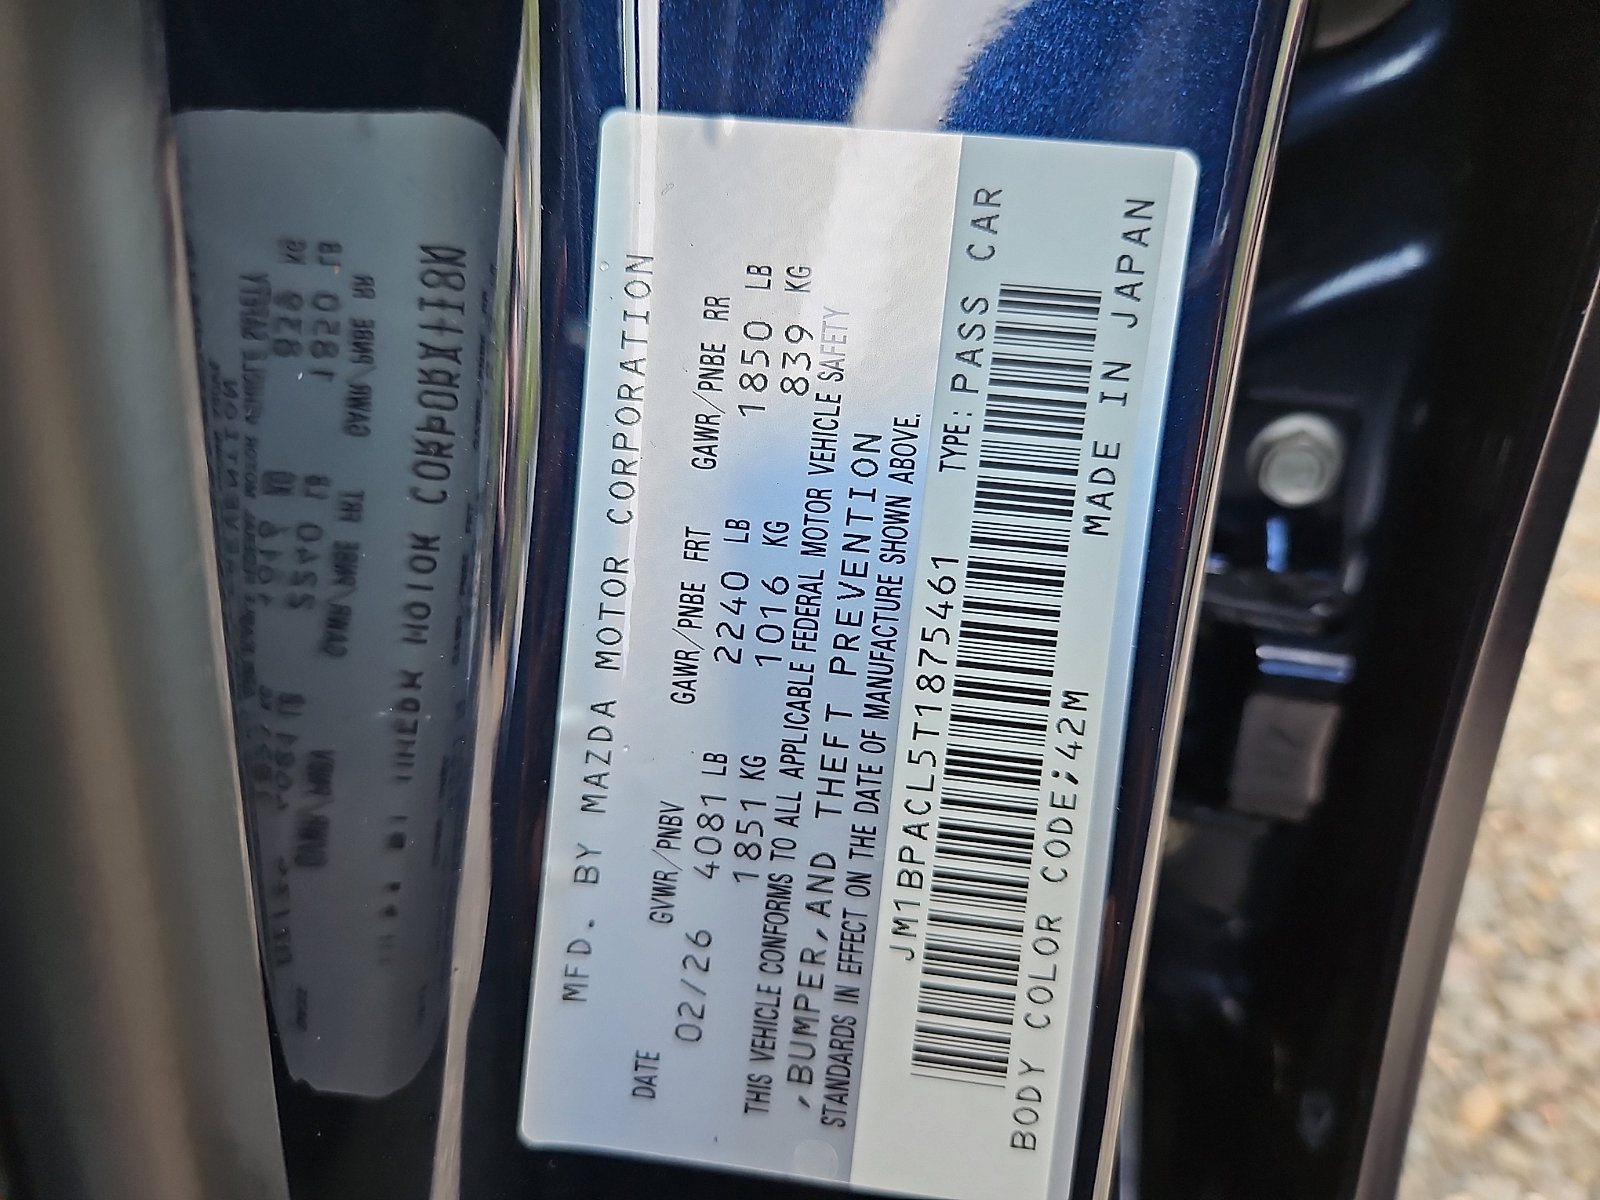 MFD. BY MAZDA MOTOR CORPORATION
DATE GVWR/PNBV GAWR/PNBE FRT GAWR/PNBE RR
02/26 4081 LB 2240 LB 1850 LB
1851 KG 1016 KG 839 KG
THIS VEHICLE CONFORMS TO ALL APPLICABLE FEDERAL MOTOR VEHICLE SAFETY
,BUMPER,AND THEFT PREVENTION
STANDARDS IN EFFECT ON THE DATE OF MANUFACTURE SHOWN ABOVE.
JM1BPACL5T1875461 TYPE:PASS CAR
BODY COLOR CODE;42M MADE IN JAPAN